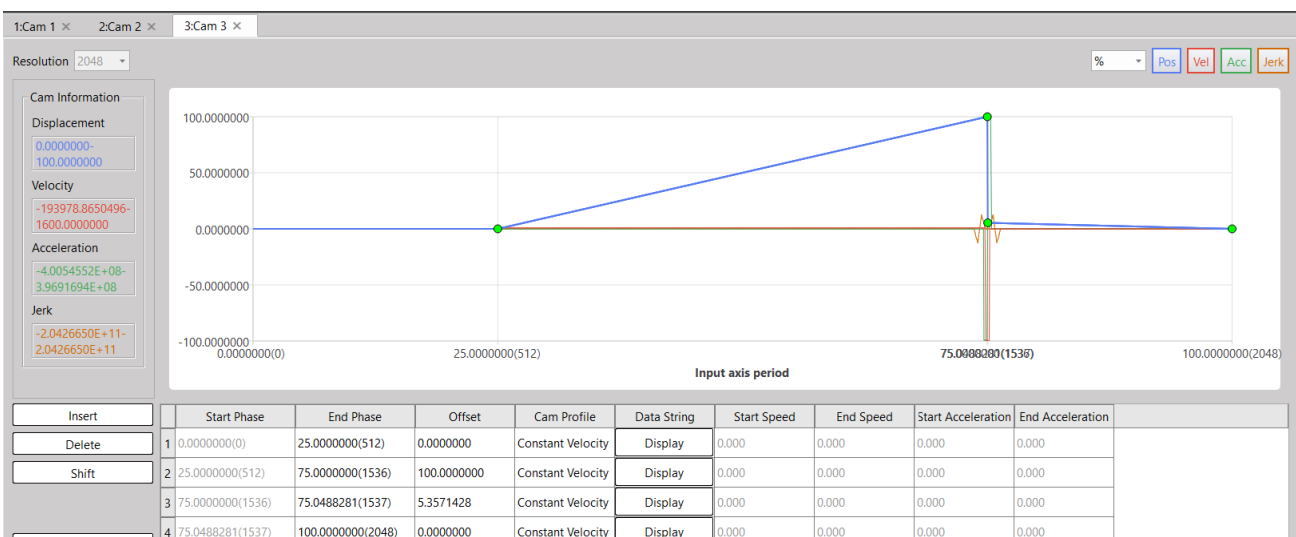 1:Cam 1 × 2:Cam 2 × 3:Cam 3 ×
Resolution 2048 % Pos Vel Acc Jerk
Cam Information
Displacement
0.0000000-
100.0000000
Velocity
-193978.8650496-
1600.0000000
Acceleration
-4.0054552E+08-
3.9691694E+08
Jerk
-2.0426650E+11-
2.0426650E+11
100.0000000
50.0000000
0.0000000
-50.0000000
-100.0000000
0.0000000(0) 25.0000000(512) 100.0000000(2048)
Input axis period
Insert
Delete
Shift
Start Phase End Phase Offset Cam Profile Data String Start Speed End Speed Start Acceleration End Acceleration
1 0.0000000(0) 25.0000000(512) 0.0000000 Constant Velocity Display 0.000 0.000 0.000 0.000
2 25.0000000(512) 75.0000000(1536) 100.0000000 Constant Velocity Display 0.000 0.000 0.000 0.000
3 75.0000000(1536) 75.0488281(1537) 5.3571428 Constant Velocity Display 0.000 0.000 0.000 0.000
4 75.0488281(1537) 100.0000000(2048) 0.0000000 Constant Velocity Display 0.000 0.000 0.000 0.000